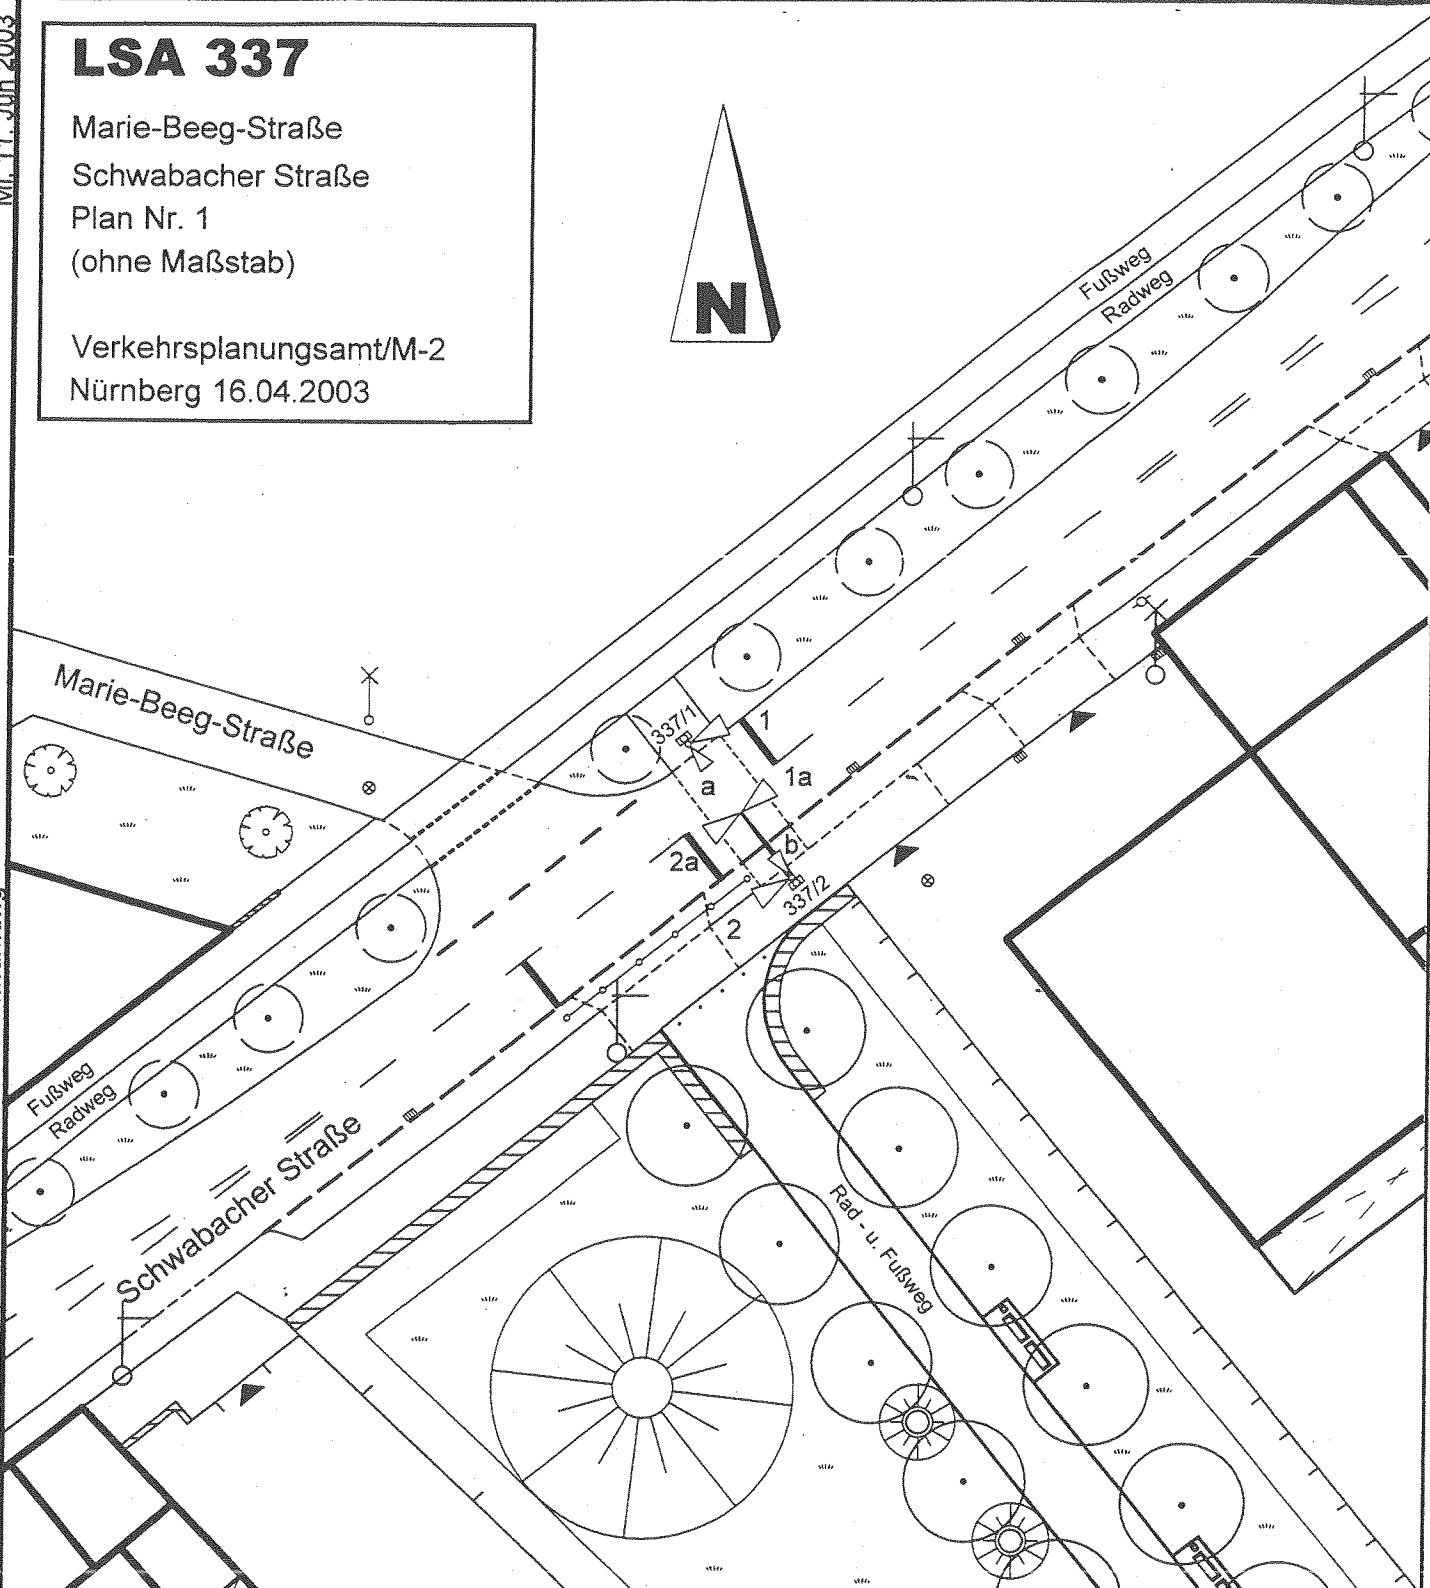 LSA 337
Marie-Beeg-Straße
Schwabacher Straße
Plan Nr. 1
(ohne Maßstab)
Verkehrsplanungsamt/M-2
Nürnberg 16.04.2003
N
Fußweg
Radweg
Marie-Beeg-Straße
337/1
1
a
1a
2a
b
337/2
2
Fußweg
Radweg
Schwabacher Straße
Rad - u. Fußweg